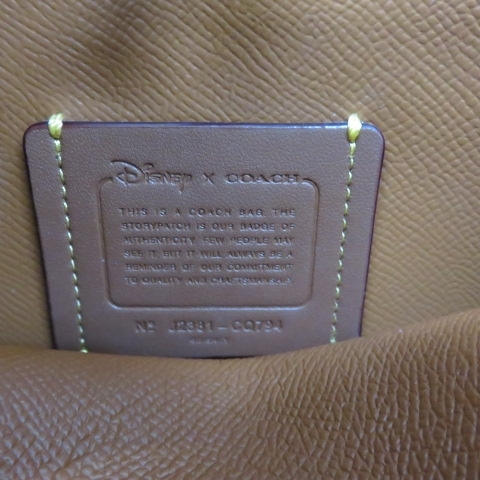 Disney X COACH
THIS IS A COACH BAG. THE
STORYPATCH IS OUR BADGE OF
AUTHENTICITY. FEW PEOPLE MAY
SEE IT, BUT IT WILL ALWAYS BE A
REMINDER OF OUR COMMITMENT
TO QUALITY AND CRAFTSMANSHIP.
Nº J2381-CQ794